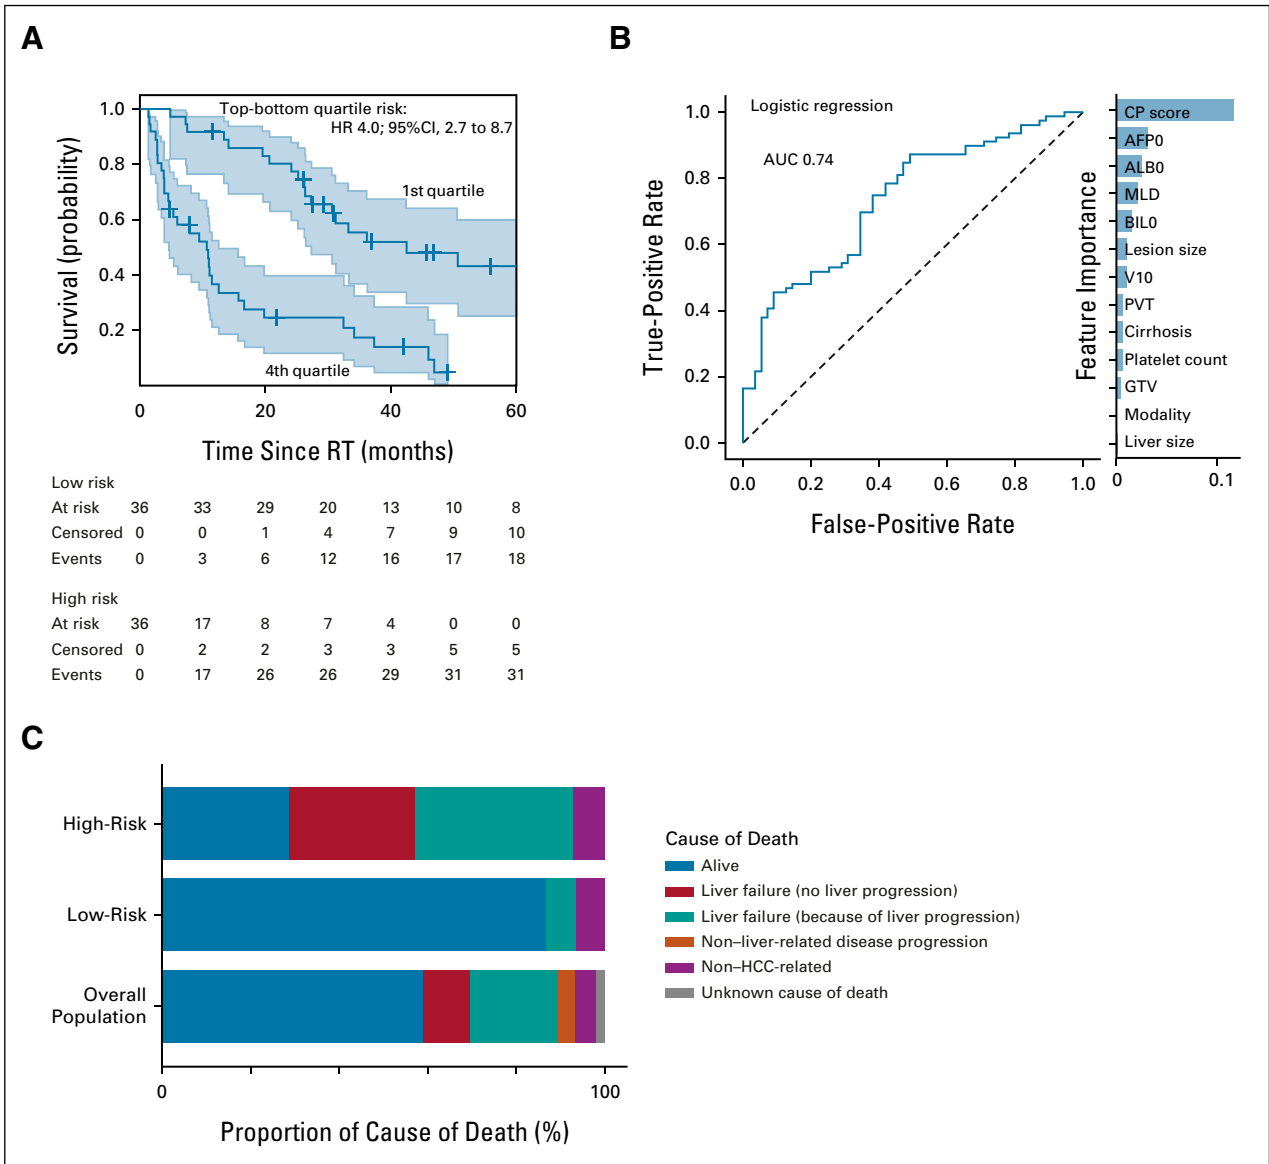 A
Top-bottom quartile risk:
HR 4.0; 95%CI, 2.7 to 8.7
1st quartile
4th quartile
Survival (probability)
1.0
0.8
0.6
0.4
0.2
0 20 40 60
Time Since RT (months)
Low risk
At risk 36 33 29 20 13 10 8
Censored 0 0 1 4 7 9 10
Events 0 3 6 12 16 17 18
High risk
At risk 36 17 8 7 4 0 0
Censored 0 2 2 3 3 5 5
Events 0 17 26 26 29 31 31
B
Logistic regression
AUC 0.74
True-Positive Rate
1.0
0.8
0.6
0.4
0.2
0.0
0.0 0.2 0.4 0.6 0.8 1.0
False-Positive Rate
Feature Importance
CP score
AFP0
ALB0
MLD
BIL0
Lesion size
V10
PVT
Cirrhosis
Platelet count
GTV
Modality
Liver size
0 0.1
C
High-Risk
Low-Risk
Overall
Population
0 100
Proportion of Cause of Death (%)
Cause of Death
Alive
Liver failure (no liver progression)
Liver failure (because of liver progression)
Non–liver-related disease progression
Non–HCC-related
Unknown cause of death